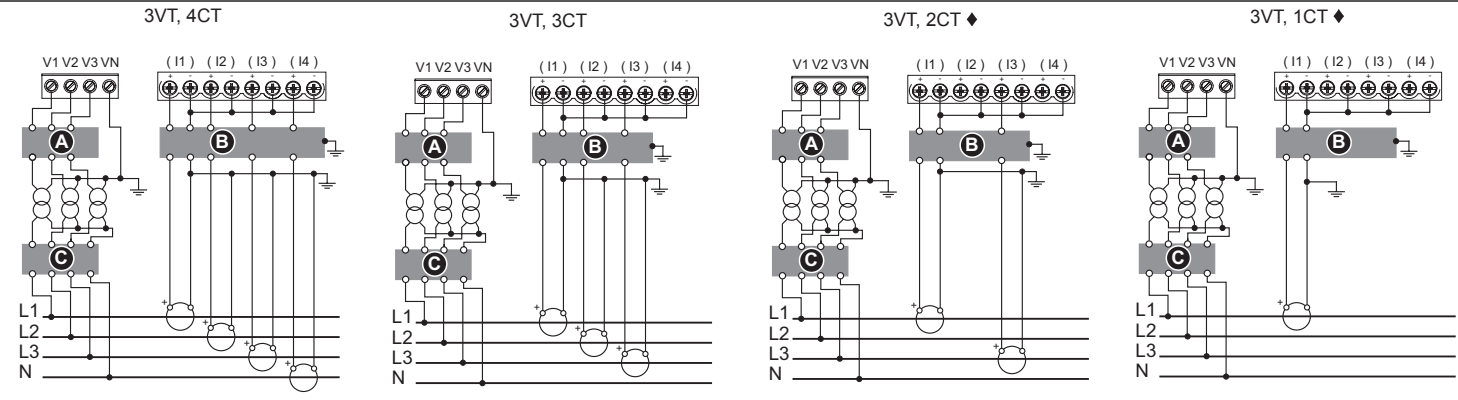 3VT, 4CT
V1 V2 V3 VN
( I1 ) ( I2 ) ( I3 ) ( I4 )
+ - + - + - + -
A
B
C
+
+
+
+
L1
L2
L3
N
3VT, 3CT
V1 V2 V3 VN
( I1 ) ( I2 ) ( I3 ) ( I4 )
+ - + - + - + -
A
B
C
+
+
+
L1
L2
L3
N
3VT, 2CT ♦
V1 V2 V3 VN
( I1 ) ( I2 ) ( I3 ) ( I4 )
+ - + - + - + -
A
B
C
+
+
L1
L2
L3
N
3VT, 1CT ♦
V1 V2 V3 VN
( I1 ) ( I2 ) ( I3 ) ( I4 )
+ - + - + - + -
A
B
C
+
L1
L2
L3
N